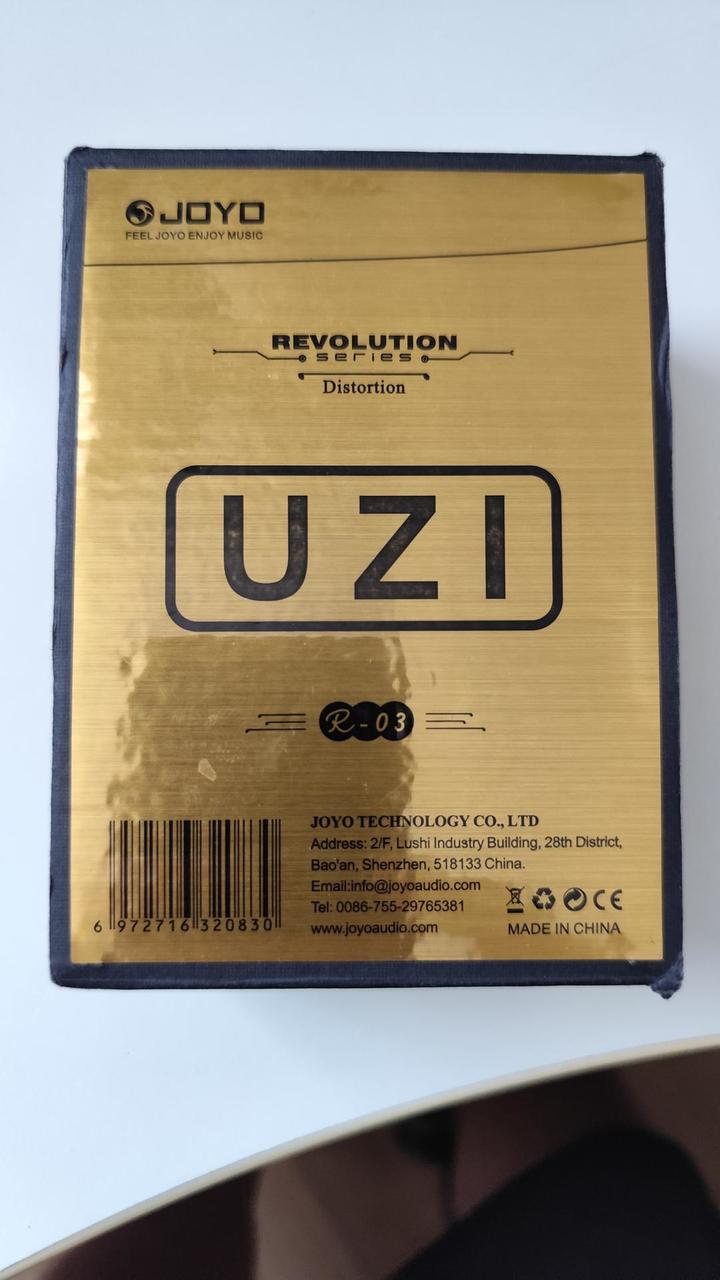 JOYO
FEEL JOYO ENJOY MUSIC
REVOLUTION
series
Distortion
UZI
R-03
JOYO TECHNOLOGY CO., LTD
Address: 2/F, Lushi Industry Building, 28th District,
Bao'an, Shenzhen, 518133 China.
Email:info@joyoaudio.com
Tel: 0086-755-29765381
www.joyoaudio.com
6 972716 320830
CE
MADE IN CHINA